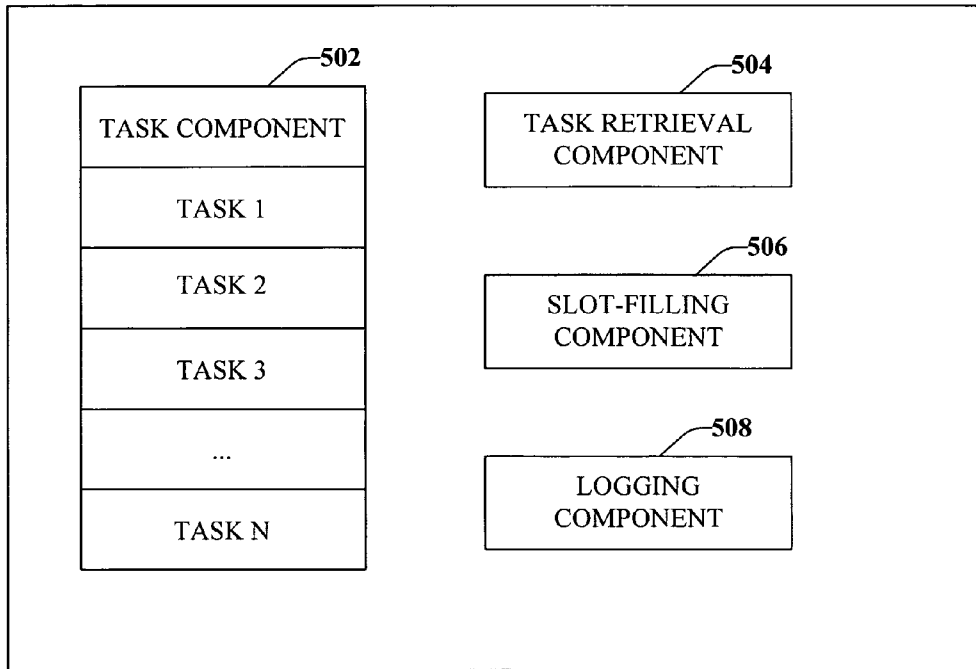 502
TASK COMPONENT
TASK 1
TASK 2
TASK 3
...
TASK N
504
TASK RETRIEVAL
COMPONENT
506
SLOT-FILLING
COMPONENT
508
LOGGING
COMPONENT